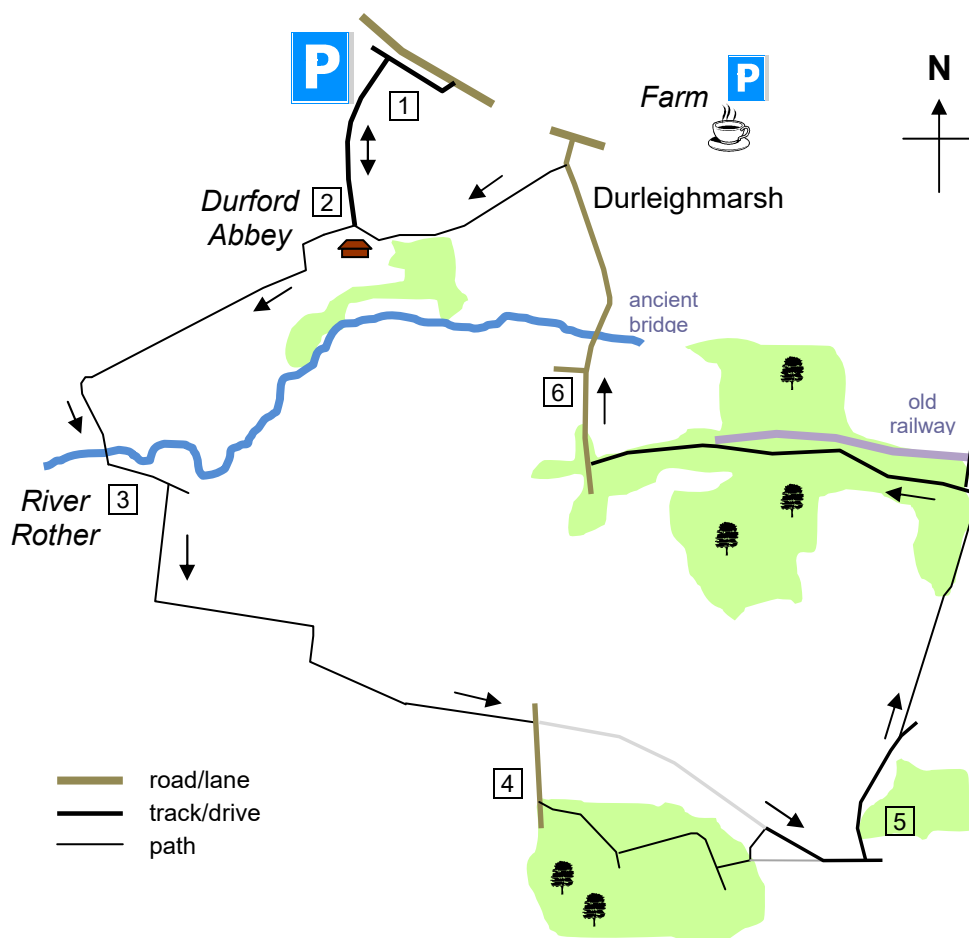 P
1
Farm
P
N
2
Durford
Abbey
Durleighmarsh
ancient
bridge
6
old
railway
River
Rother
3
4
5
road/lane
track/drive
path